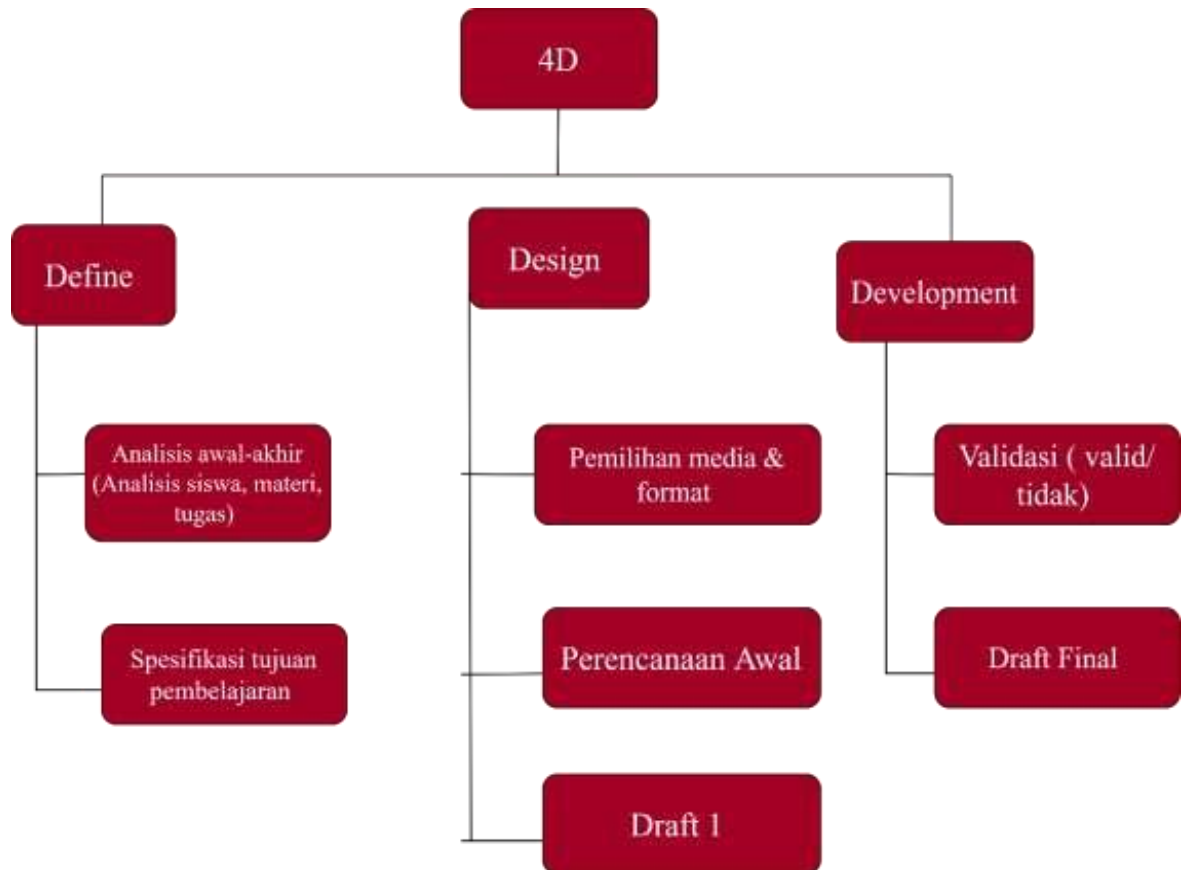 4D
Define
Analisis awal-akhir
(Analisis siswa, materi,
tugas)
Spesifikasi tujuan
pembelajaran
Design
Pemilihan media &
format
Perencanaan Awal
Draft 1
Development
Validasi ( valid/
tidak)
Draft Final